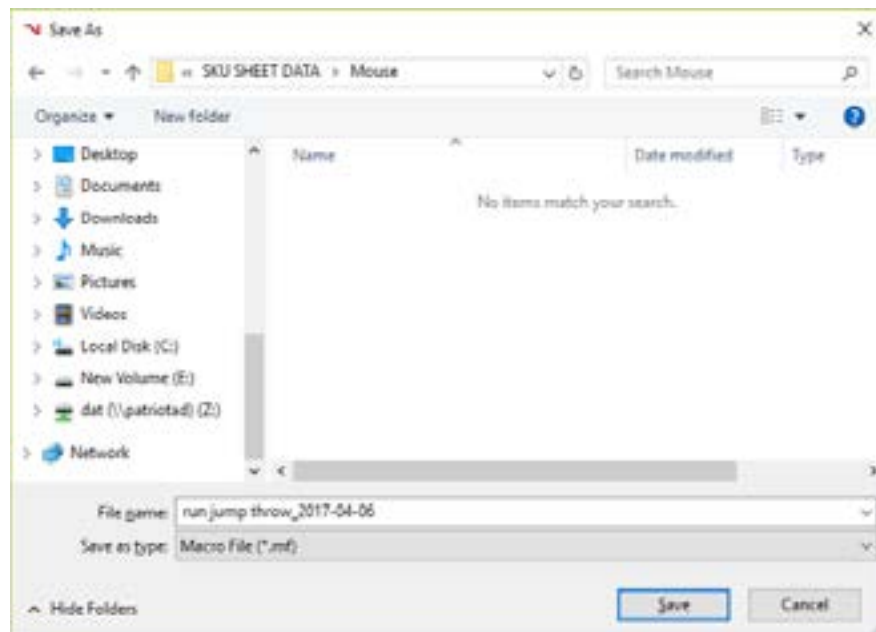 Save As
« SKU SHEET DATA › Mouse
Search Mouse
Organize
New folder
Name
Date modified
Type
No items match your search.
Desktop
Documents
Downloads
Music
Pictures
Videos
Local Disk (C:)
New Volume (E:)
dat (\\patriotad) (Z:)
Network
File name: run jump throw_2017-04-06
Save as type: Macro File (*.mf)
Hide Folders
Save
Cancel